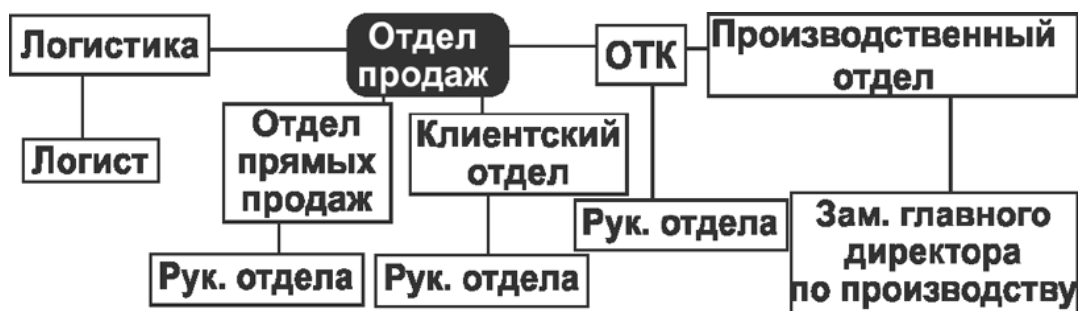 Логистика
Отдел
продаж
ОТК
Производственный
отдел
Логист
Отдел
прямых
продаж
Клиентский
отдел
Рук. отдела
Рук. отдела
Рук. отдела
Зам. главного
директора
по производству